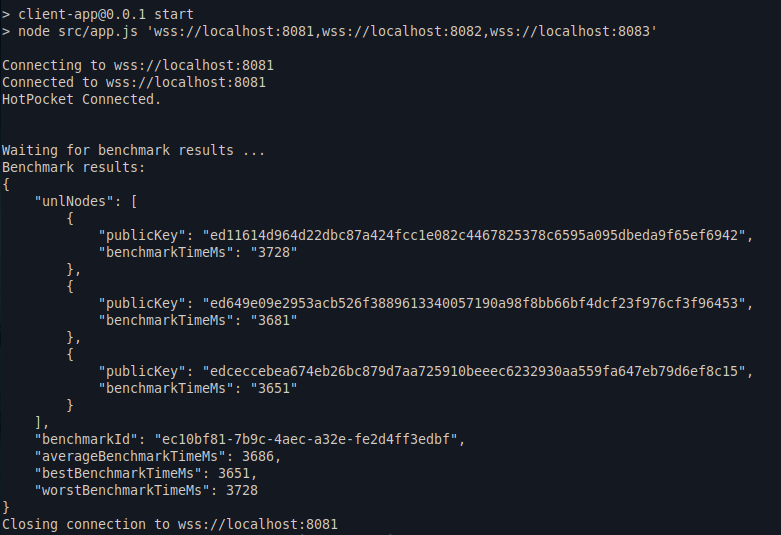 > client-app@0.0.1 start
> node src/app.js 'wss://localhost:8081,wss://localhost:8082,wss://localhost:8083'
Connecting to wss://localhost:8081
Connected to wss://localhost:8081
HotPocket Connected.
Waiting for benchmark results ...
Benchmark results:
{
    "unlNodes": [
        {
            "publicKey": "ed11614d964d22dbc87a424fcc1e082c4467825378c6595a095dbeda9f65ef6942",
            "benchmarkTimeMs": "3728"
        },
        {
            "publicKey": "ed649e09e2953acb526f3889613340057190a98f8bb66bf4dcf23f976cf3f96453",
            "benchmarkTimeMs": "3681"
        },
        {
            "publicKey": "edceccebea674eb26bc879d7aa725910beeec6232930aa559fa647eb79d6ef8c15",
            "benchmarkTimeMs": "3651"
        }
    ],
    "benchmarkId": "ec10bf81-7b9c-4aec-a32e-fe2d4ff3edbf",
    "averageBenchmarkTimeMs": 3686,
    "bestBenchmarkTimeMs": 3651,
    "worstBenchmarkTimeMs": 3728
}
Closing connection to wss://localhost:8081